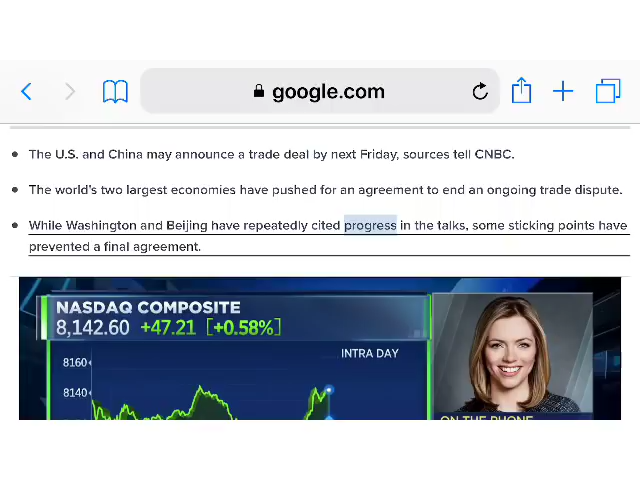 google.com
The U.S. and China may announce a trade deal by next Friday, sources tell CNBC.
The world's two largest economies have pushed for an agreement to end an ongoing trade dispute.
While Washington and Beijing have repeatedly cited progress in the talks, some sticking points have
prevented a final agreement.
NASDAQ COMPOSITE
8,142.60 +47.21 [+0.58%]
INTRA DAY
8160
8140
ON THE PHONE